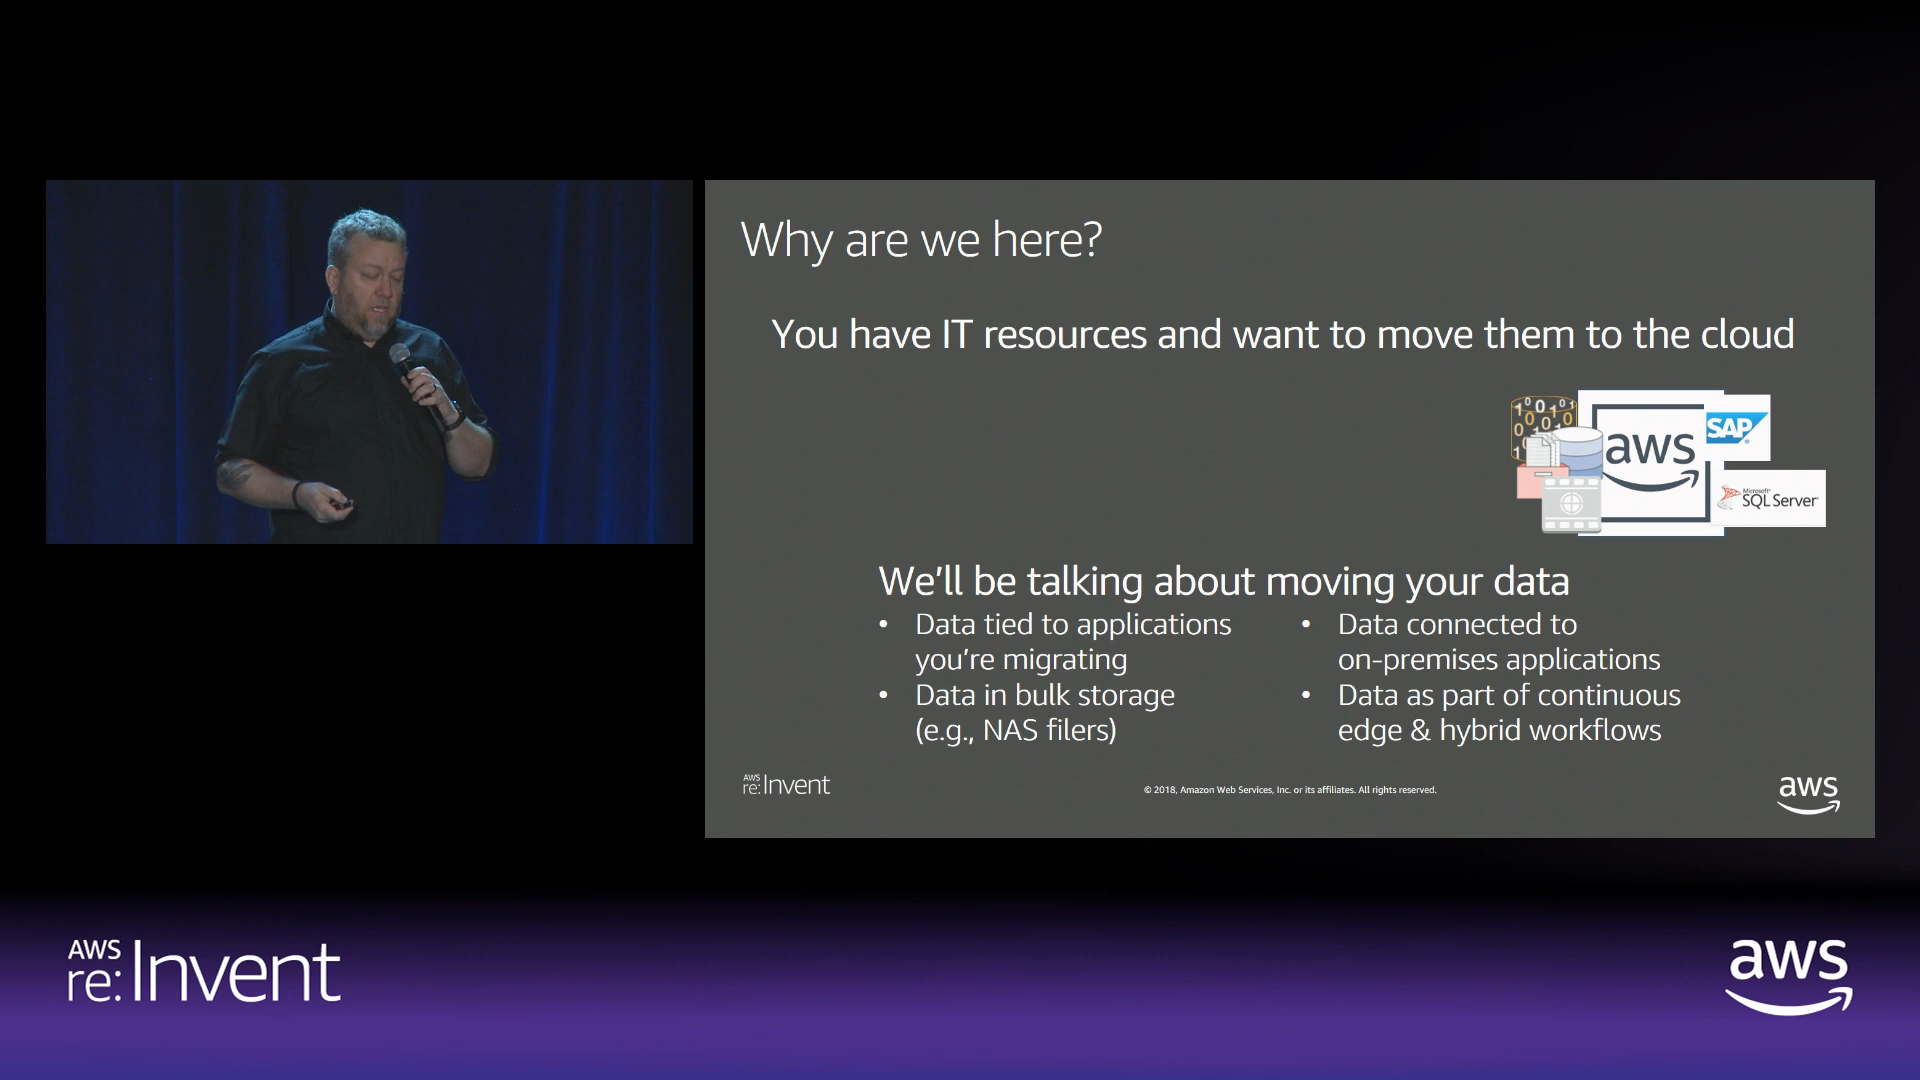 Why are we here?
You have IT resources and want to move them to the cloud
aws
SAP
Microsoft
SQL Server
We'll be talking about moving your data
• Data tied to applications
you're migrating
• Data in bulk storage
(e.g., NAS filers)
• Data connected to
on-premises applications
• Data as part of continuous
edge & hybrid workflows
AWS
re:Invent
© 2018, Amazon Web Services, Inc. or its affiliates. All rights reserved.
aws
AWS
re:Invent
aws